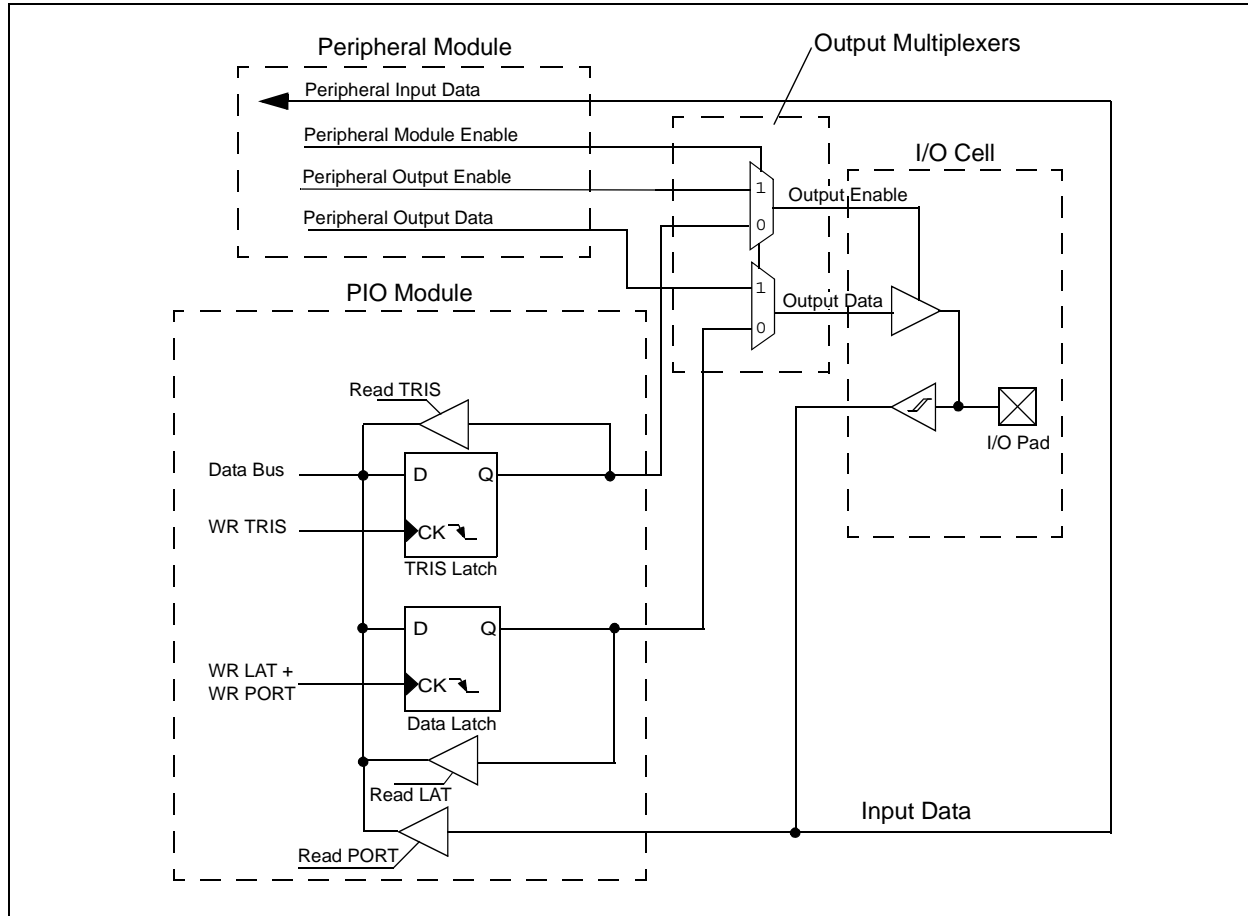 Peripheral Module
Output Multiplexers
Peripheral Input Data
Peripheral Module Enable
I/O Cell
Peripheral Output Enable
1
Output Enable
Peripheral Output Data
0
PIO Module
1
Output Data
0
Read TRIS
I/O Pad
Data Bus
D
Q
WR TRIS
CK
TRIS Latch
D
Q
WR LAT +
WR PORT
CK
Data Latch
Read LAT
Input Data
Read PORT